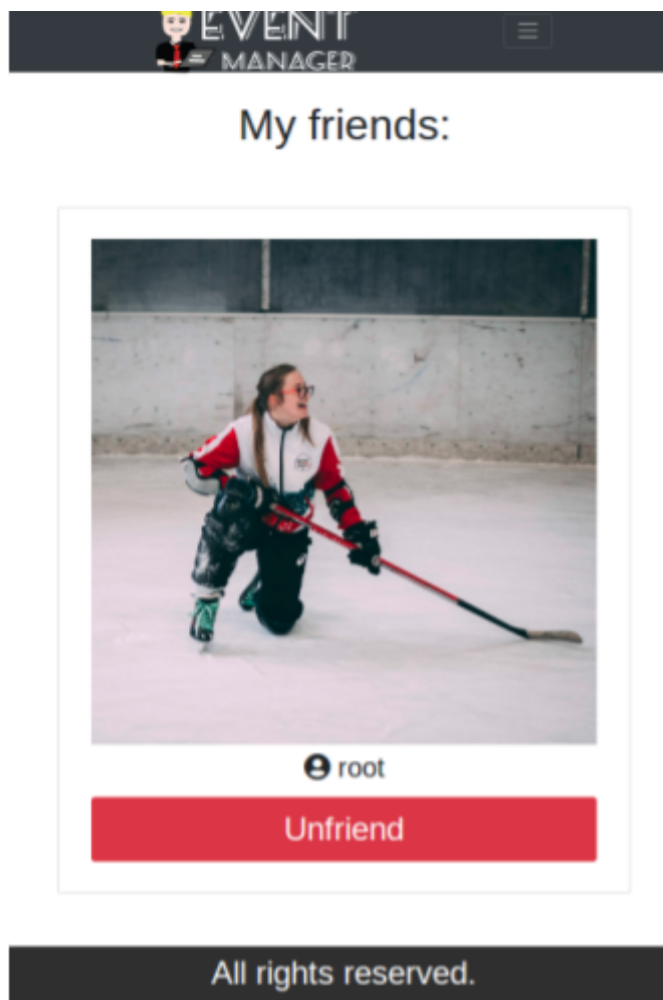 EVENT
MANAGER
My friends:
root
Unfriend
All rights reserved.